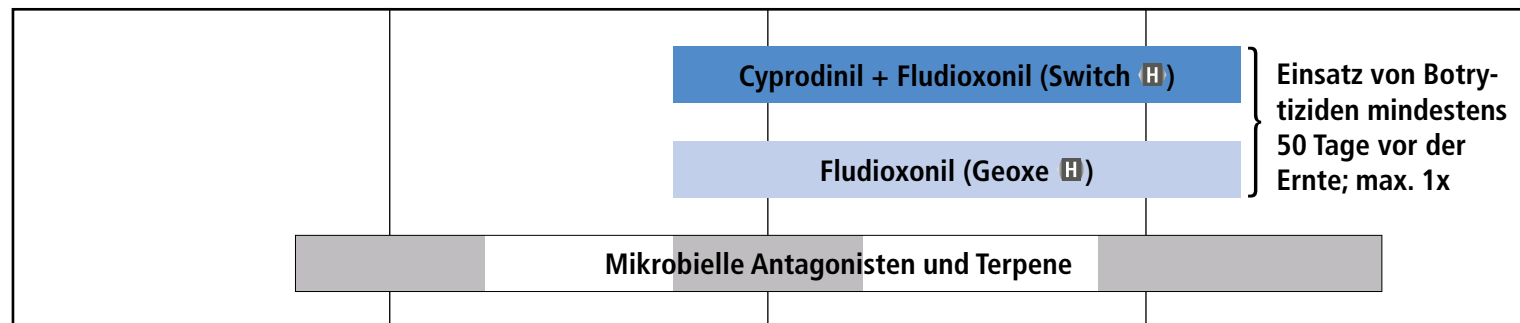 Cyprodinil + Fludioxonil (Switch H)
Einsatz von Botry-
tiziden mindestens
50 Tage vor der
Ernte; max. 1x
Fludioxonil (Geoxe H)
Mikrobielle Antagonisten und Terpene